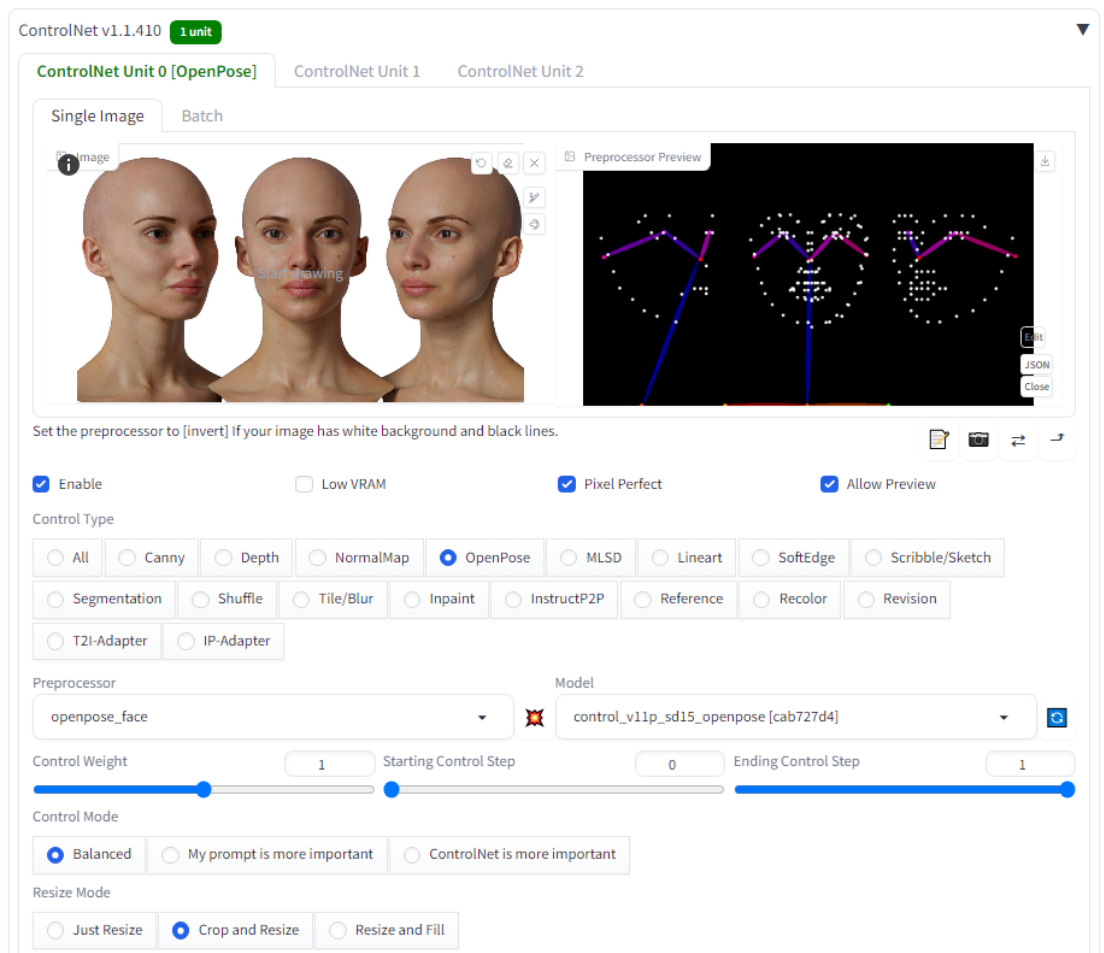 ControlNet v1.1.410 1 unit
ControlNet Unit 0 [OpenPose] ControlNet Unit 1 ControlNet Unit 2
Single Image Batch
Image Preprocessor Preview
Start drawing
Edit
JSON
Close
Set the preprocessor to [invert] If your image has white background and black lines.
Enable Low VRAM Pixel Perfect Allow Preview
Control Type
All Canny Depth NormalMap OpenPose MLSD Lineart SoftEdge Scribble/Sketch
Segmentation Shuffle Tile/Blur Inpaint InstructP2P Reference Recolor Revision
T2I-Adapter IP-Adapter
Preprocessor Model
openpose_face control_v11p_sd15_openpose [cab727d4]
Control Weight 1 Starting Control Step 0 Ending Control Step 1
Control Mode
Balanced My prompt is more important ControlNet is more important
Resize Mode
Just Resize Crop and Resize Resize and Fill